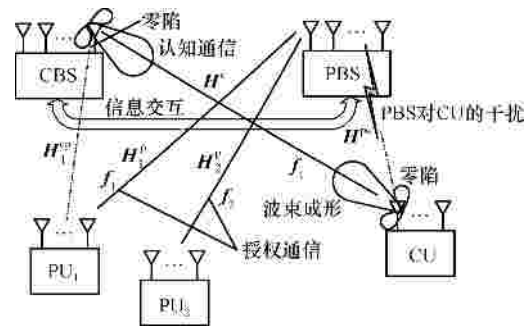 零陷
认知通信
CBS
PBS
H^c
信息交互
PBS对CU的干扰
H_1^{cp}
H_1^p
H_2^p
H^{pc}
f_1
f_2
零陷
波束成形
授权通信
PU_1
PU_2
CU